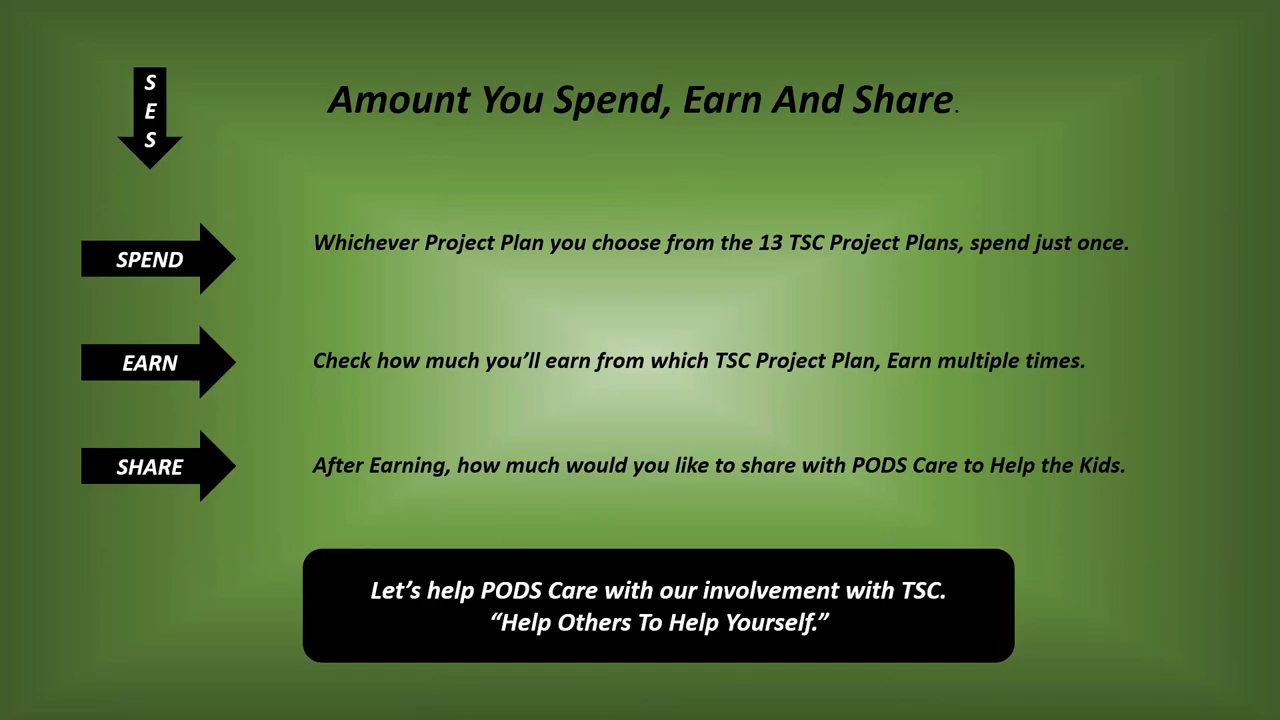 S
E
S
Amount You Spend, Earn And Share.
SPEND
Whichever Project Plan you choose from the 13 TSC Project Plans, spend just once.
EARN
Check how much you’ll earn from which TSC Project Plan, Earn multiple times.
SHARE
After Earning, how much would you like to share with PODS Care to Help the Kids.
Let’s help PODS Care with our involvement with TSC.
“Help Others To Help Yourself.”